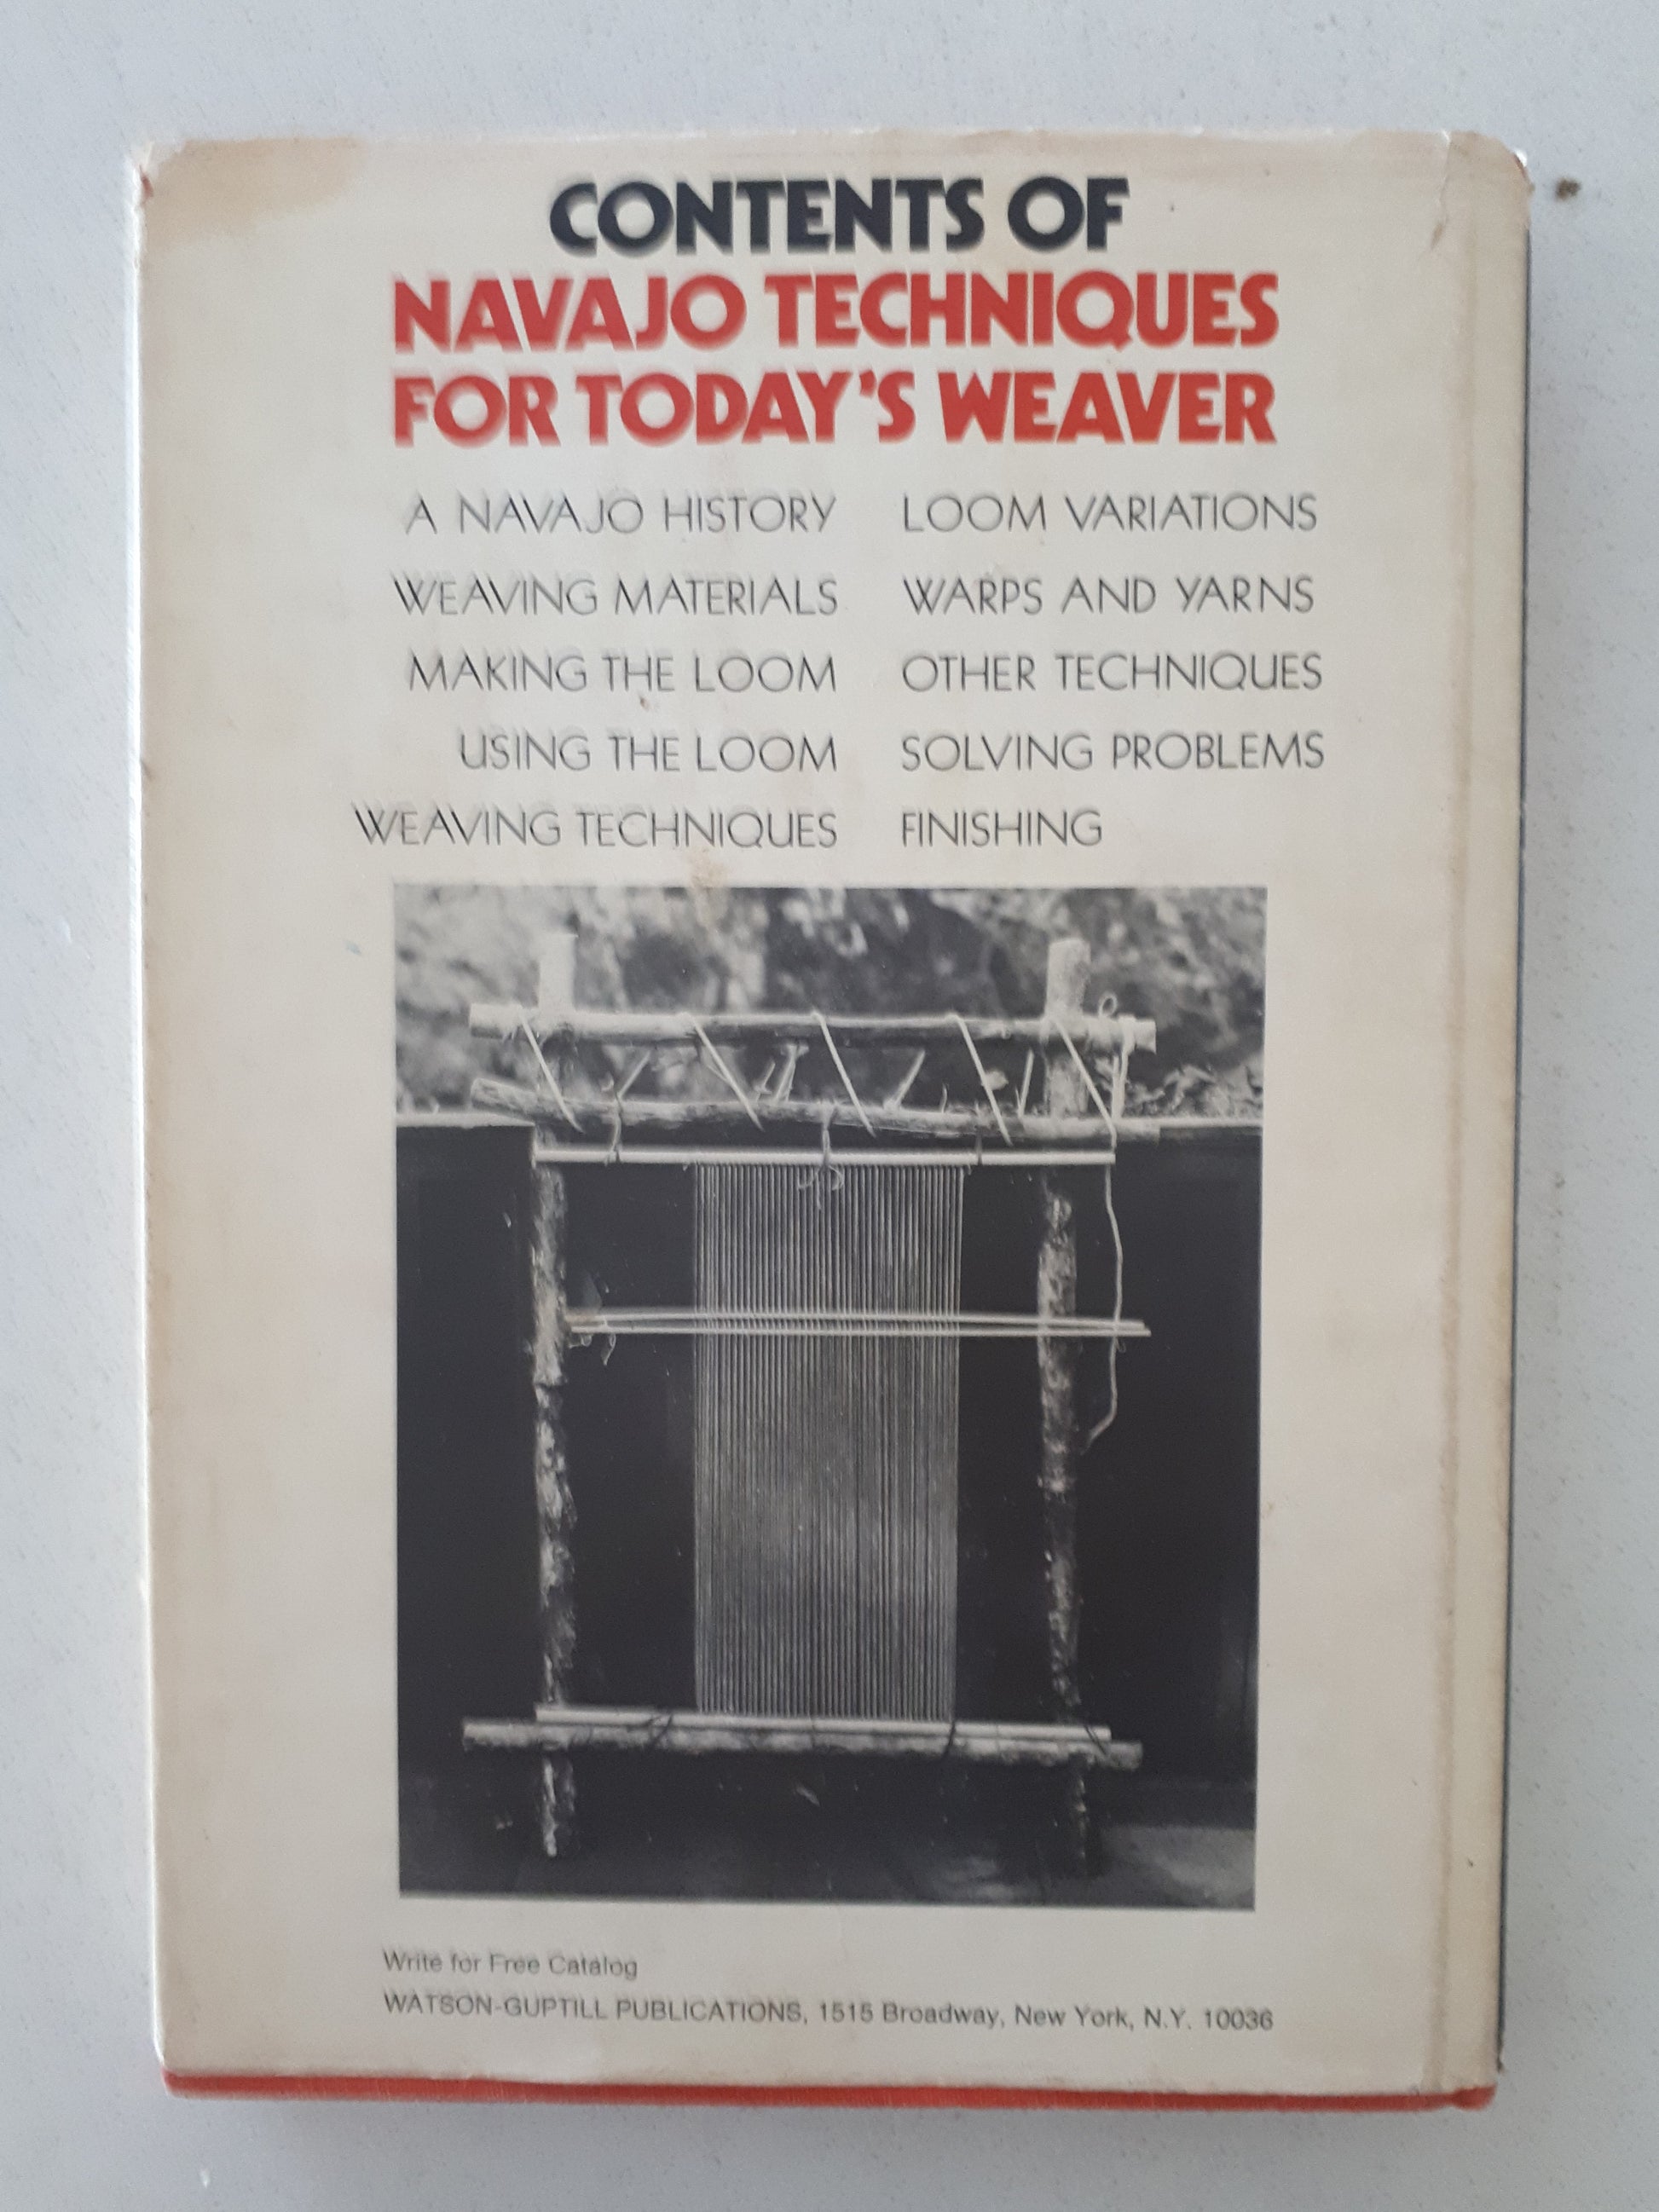 CONTENTS OF
NAVAJO TECHNIQUES
FOR TODAY'S WEAVER
A NAVAJO HISTORY
WEAVING MATERIALS
MAKING THE LOOM
USING THE LOOM
WEAVING TECHNIQUES
LOOM VARIATIONS
WARPS AND YARNS
OTHER TECHNIQUES
SOLVING PROBLEMS
FINISHING
Write for Free Catalog
WATSON-GUPTILL PUBLICATIONS, 1515 Broadway, New York, N.Y. 10036